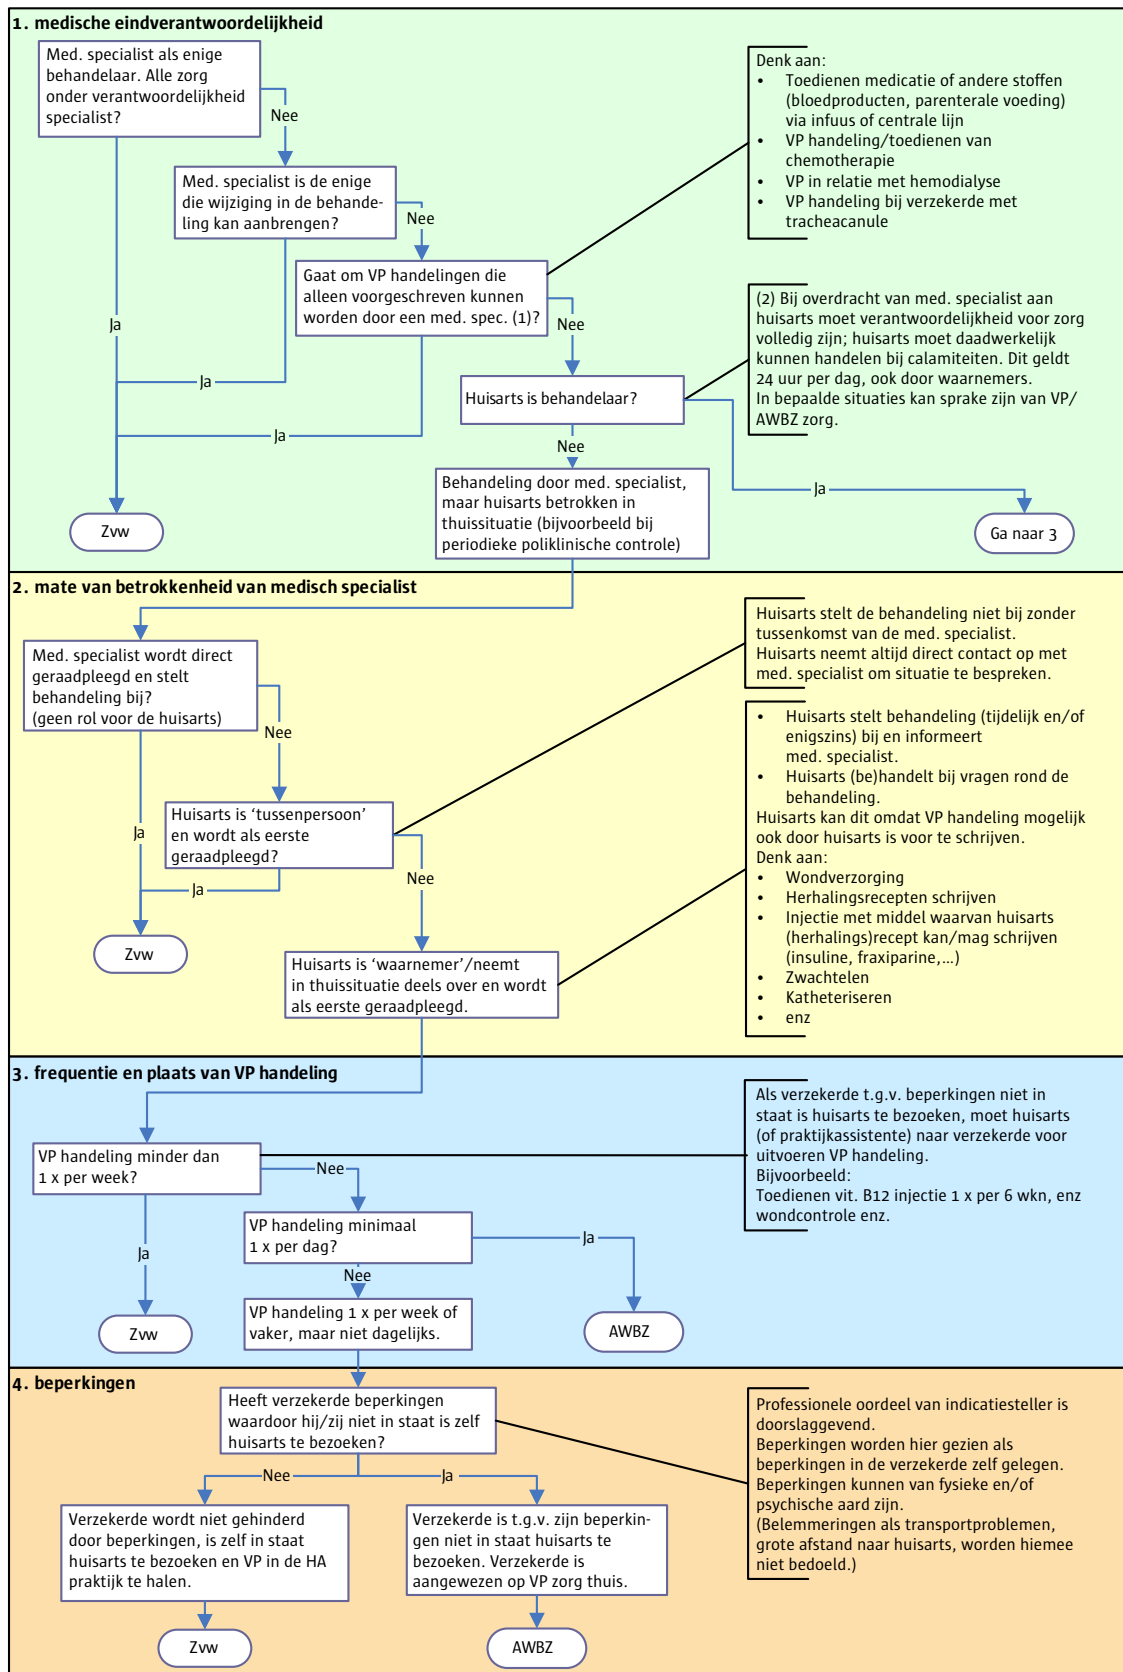 1. medische eindverantwoordelijkheid
Med. specialist als enige
behandelaar. Alle zorg
onder verantwoordelijkheid
specialist?
Nee
Med. specialist is de enige
die wijziging in de behande-
ling kan aanbrengen?
Nee
Gaat om VP handelingen die
alleen voorgeschreven kunnen
worden door een med. spec. (1)?
Nee
Denk aan:
• Toedienen medicatie of andere stoffen
(bloedproducten, parenterale voeding)
via infuus of centrale lijn
• VP handeling/toedienen van
chemotherapie
• VP in relatie met hemodialyse
• VP handeling bij verzekerde met
tracheacanule
(2) Bij overdracht van med. specialist aan
huisarts moet verantwoordelijkheid voor zorg
volledig zijn; huisarts moet daadwerkelijk
kunnen handelen bij calamiteiten. Dit geldt
24 uur per dag, ook door waarnemers.
In bepaalde situaties kan sprake zijn van VP/
AWBZ zorg.
Ja
Ja
Ja
Huisarts is behandelaar?
Nee
Ja
Behandeling door med. specialist,
maar huisarts betrokken in
thuissituatie (bijvoorbeeld bij
periodieke poliklinische controle)
Zvw
Ga naar 3
2. mate van betrokkenheid van medisch specialist
Med. specialist wordt direct
geraadpleegd en stelt
behandeling bij?
(geen rol voor de huisarts)
Nee
Ja
Huisarts is ‘tussenpersoon’
en wordt als eerste
geraadpleegd?
Ja
Nee
Zvw
Huisarts is ‘waarnemer’/neemt
in thuissituatie deels over en wordt
als eerste geraadpleegd.
Huisarts stelt de behandeling niet bij zonder
tussenkomst van de med. specialist.
Huisarts neemt altijd direct contact op met
med. specialist om situatie te bespreken.
• Huisarts stelt behandeling (tijdelijk en/of
enigszins) bij en informeert
med. specialist.
• Huisarts (be)handelt bij vragen rond de
behandeling.
Huisarts kan dit omdat VP handeling mogelijk
ook door huisarts is voor te schrijven.
Denk aan:
• Wondverzorging
• Herhalingsrecepten schrijven
• Injectie met middel waarvan huisarts
(herhalings)recept kan/mag schrijven
(insuline, fraxiparine,...)
• Zwachtelen
• Katheteriseren
• enz
3. frequentie en plaats van VP handeling
VP handeling minder dan
1 x per week?
Nee
Ja
VP handeling minimaal
1 x per dag?
Ja
Nee
VP handeling 1 x per week of
vaker, maar niet dagelijks.
Zvw
AWBZ
Als verzekerde t.g.v. beperkingen niet in
staat is huisarts te bezoeken, moet huisarts
(of praktijkassistente) naar verzekerde voor
uitvoeren VP handeling.
Bijvoorbeeld:
Toedienen vit. B12 injectie 1 x per 6 wkn, enz
wondcontrole enz.
4. beperkingen
Heeft verzekerde beperkingen
waardoor hij/zij niet in staat is zelf
huisarts te bezoeken?
Nee
Ja
Verzekerde wordt niet gehinderd
door beperkingen, is zelf in staat
huisarts te bezoeken en VP in de HA
praktijk te halen.
Verzekerde is t.g.v. zijn beperkin-
gen niet in staat huisarts te
bezoeken. Verzekerde is
aangewezen op VP zorg thuis.
Zvw
AWBZ
Professionele oordeel van indicatiesteller is
doorslaggevend.
Beperkingen worden hier gezien als
beperkingen in de verzekerde zelf gelegen.
Beperkingen kunnen van fysieke en/of
psychische aard zijn.
(Belemmeringen als transportproblemen,
grote afstand naar huisarts, worden hiemee
niet bedoeld.)